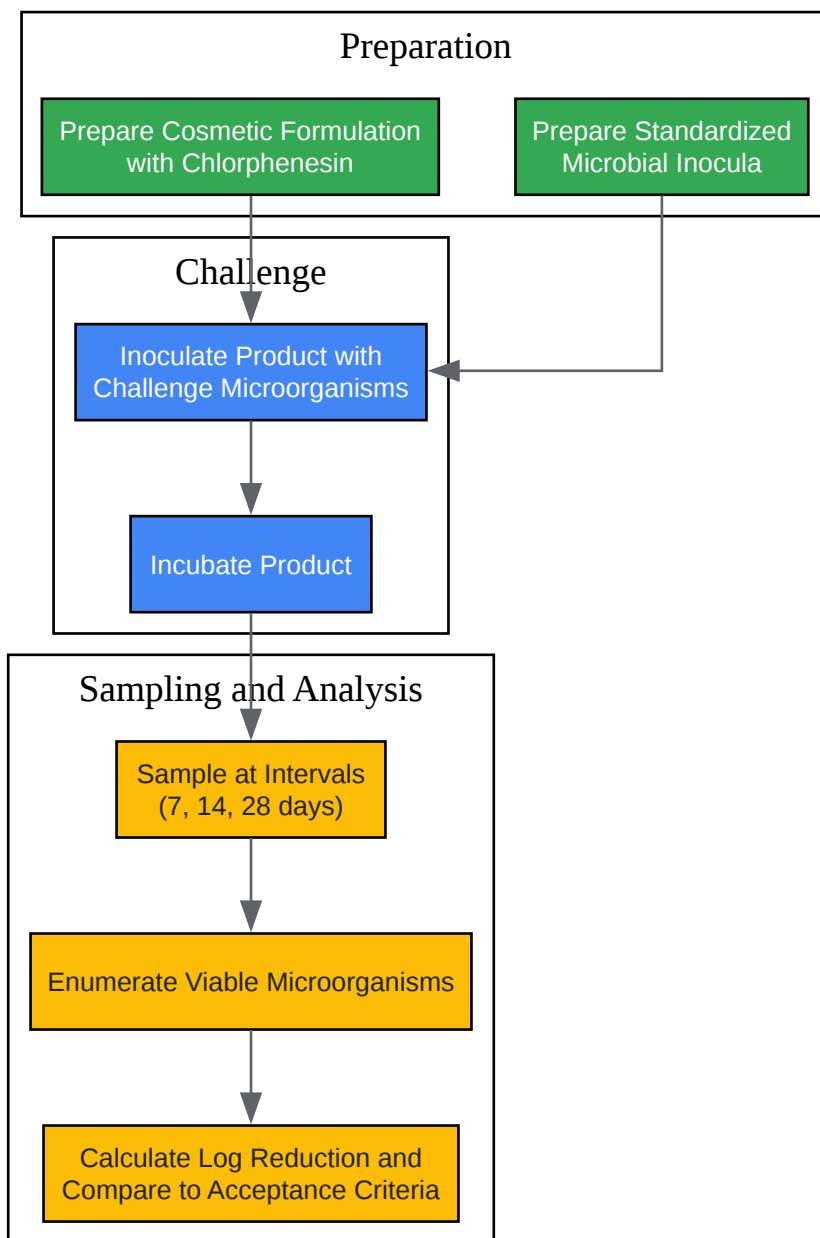 Preparation
Prepare Cosmetic Formulation
with Chlorphenesin
Prepare Standardized
Microbial Inocula
Challenge
Inoculate Product with
Challenge Microorganisms
Incubate Product
Sampling and Analysis
Sample at Intervals
(7, 14, 28 days)
Enumerate Viable Microorganisms
Calculate Log Reduction and
Compare to Acceptance Criteria